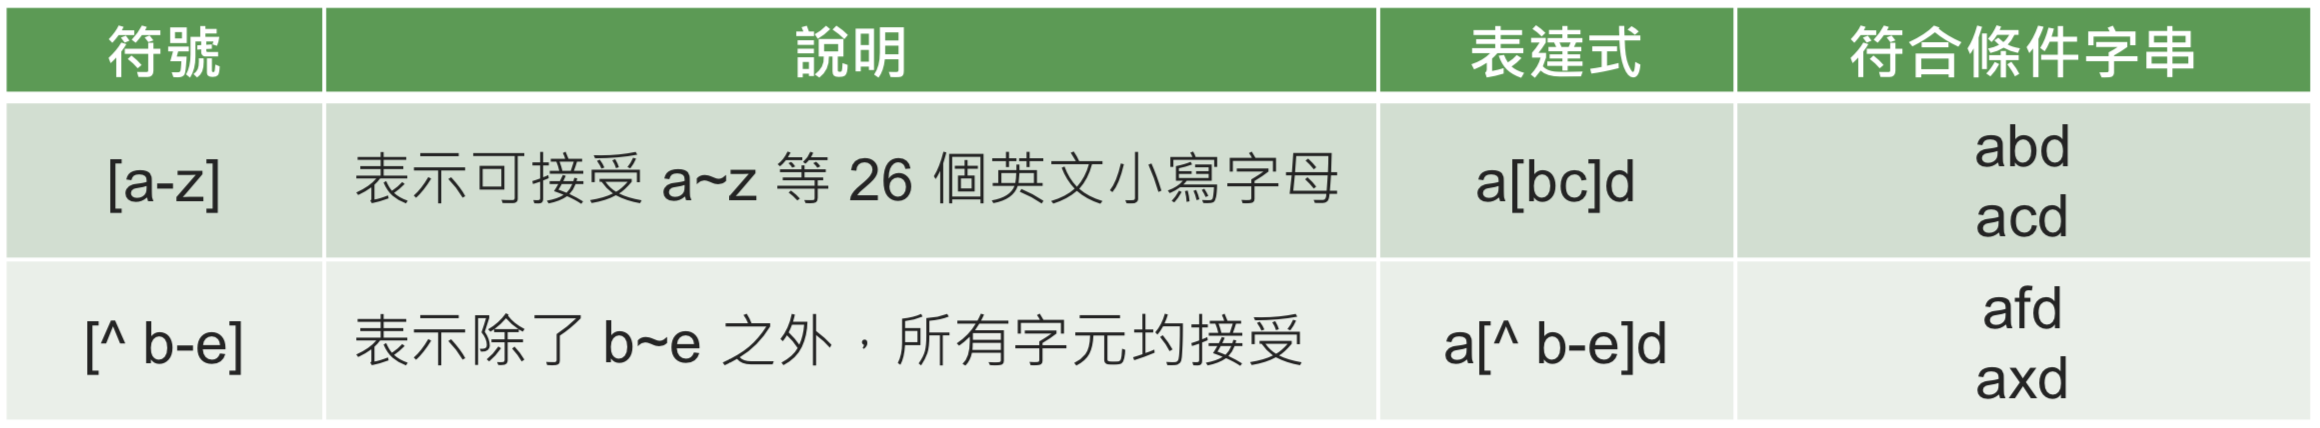 符號 說明 表達式 符合條件字串
[a-z] 表示可接受 a~z 等 26 個英文小寫字母 a[bc]d abd
acd
[^ b-e] 表示除了 b~e 之外，所有字元圴接受 a[^ b-e]d afd
axd